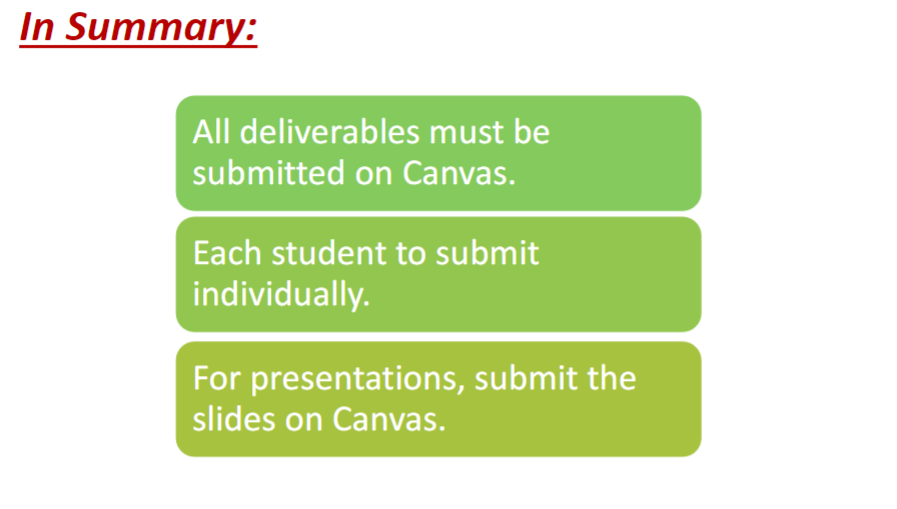 In Summary:
All deliverables must be
submitted on Canvas.
Each student to submit
individually.
For presentations, submit the
slides on Canvas.